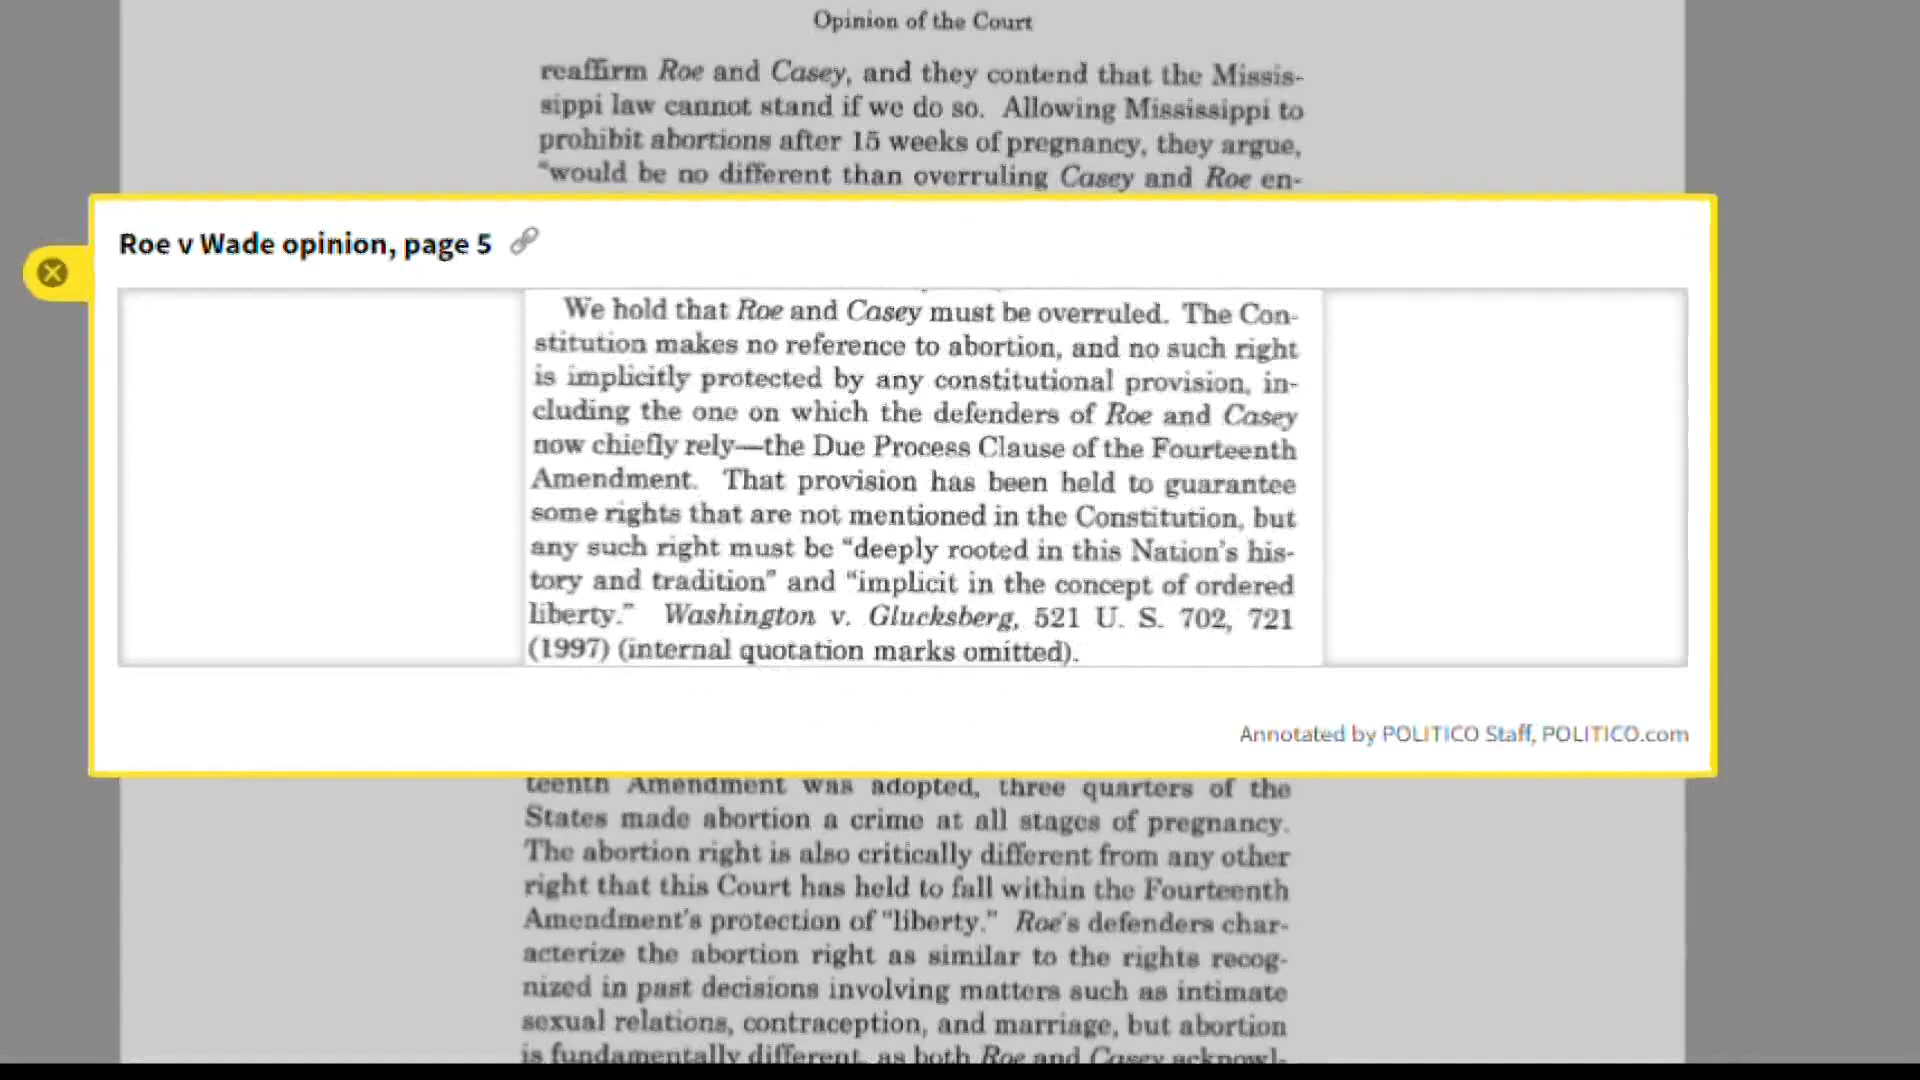 Opinion of the Court
reaffirm Roe and Casey, and they contend that the Missis-
sippi law cannot stand if we do so. Allowing Mississippi to
prohibit abortions after 15 weeks of pregnancy, they argue,
"would be no different than overruling Casey and Roe en-
Roe v Wade opinion, page 5
We hold that Roe and Casey must be overruled. The Con-
stitution makes no reference to abortion, and no such right
is implicitly protected by any constitutional provision, in-
cluding the one on which the defenders of Roe and Casey
now chiefly rely—the Due Process Clause of the Fourteenth
Amendment. That provision has been held to guarantee
some rights that are not mentioned in the Constitution, but
any such right must be “deeply rooted in this Nation’s his-
tory and tradition” and “implicit in the concept of ordered
liberty.” Washington v. Glucksberg, 521 U. S. 702, 721
(1997) (internal quotation marks omitted).
Annotated by POLITICO Staff, POLITICO.com
teenth Amendment was adopted, three quarters of the
States made abortion a crime at all stages of pregnancy.
The abortion right is also critically different from any other
right that this Court has held to fall within the Fourteenth
Amendment’s protection of “liberty.” Roe’s defenders char-
acterize the abortion right as similar to the rights recog-
nized in past decisions involving matters such as intimate
sexual relations, contraception, and marriage, but abortion
is fundamentally different, as both Roe and Casey acknowl-